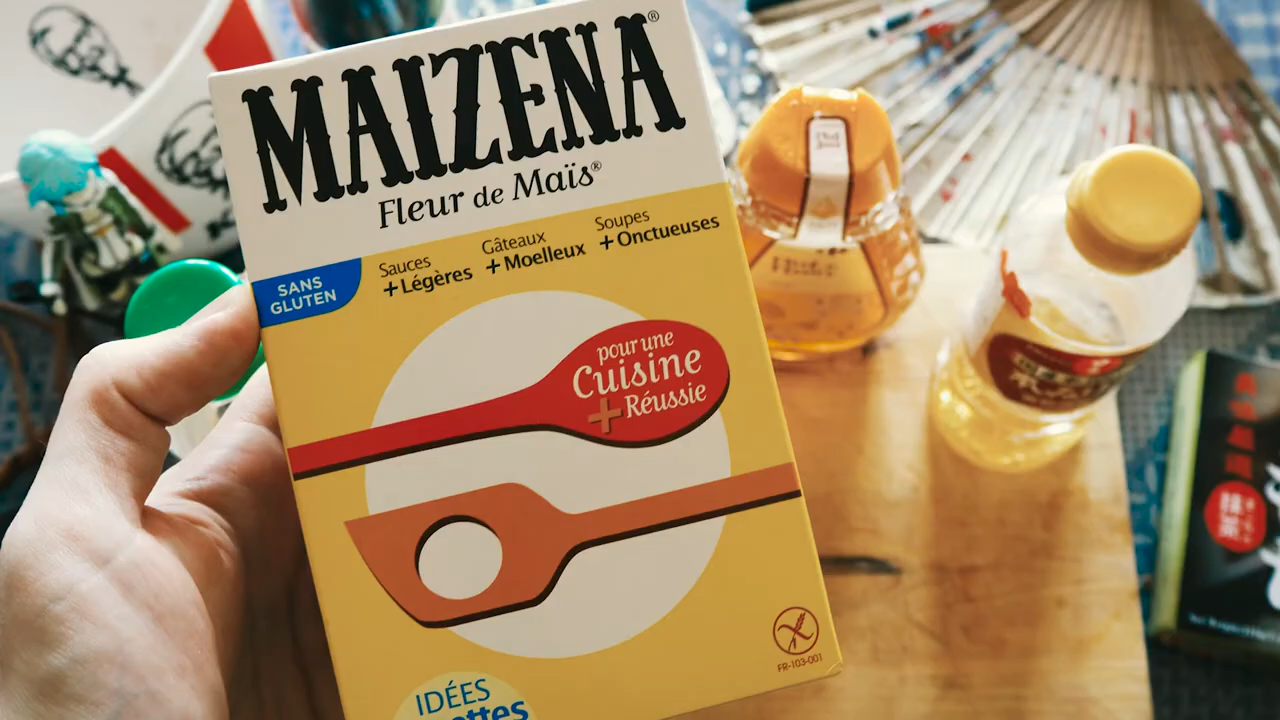 MAIZENA®
Fleur de Maïs®
SANS
GLUTEN
Sauces
+Légères
Gâteaux
+Moelleux
Soupes
+Onctueuses
pour une
Cuisine
+ Réussie
FR-103-001
IDÉES